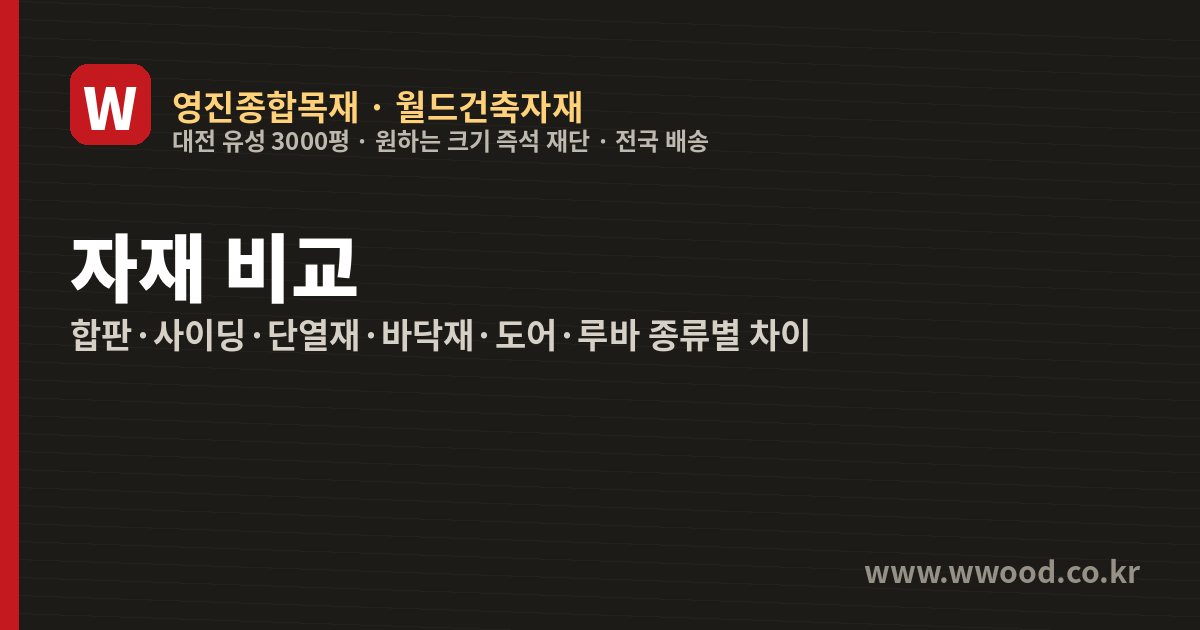 W
영진종합목재 · 월드건축자재
대전 유성 3000평 · 원하는 크기 즉석 재단 · 전국 배송
자재 비교
합판·사이딩·단열재·바닥재·도어·루바 종류별 차이
www.wwood.co.kr